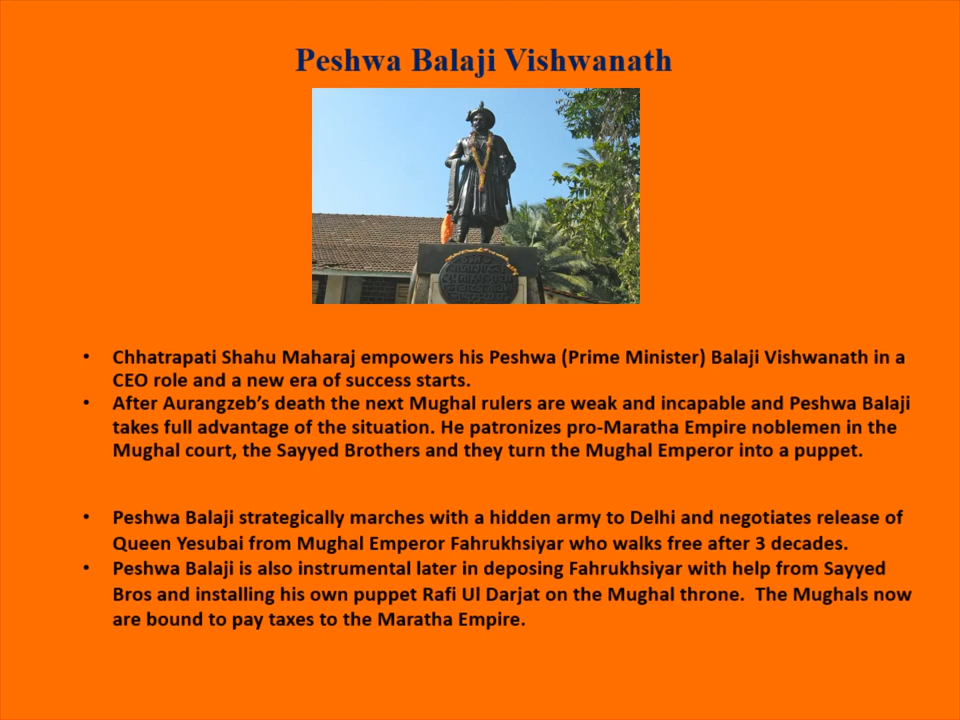 Peshwa Balaji Vishwanath
• Chhatrapati Shahu Maharaj empowers his Peshwa (Prime Minister) Balaji Vishwanath in a
CEO role and a new era of success starts.
• After Aurangzeb’s death the next Mughal rulers are weak and incapable and Peshwa Balaji
takes full advantage of the situation. He patronizes pro-Maratha Empire noblemen in the
Mughal court, the Sayyed Brothers and they turn the Mughal Emperor into a puppet.
• Peshwa Balaji strategically marches with a hidden army to Delhi and negotiates release of
Queen Yesubai from Mughal Emperor Fahrukhsiyar who walks free after 3 decades.
• Peshwa Balaji is also instrumental later in deposing Fahrukhsiyar with help from Sayyed
Bros and installing his own puppet Rafi Ul Darjat on the Mughal throne.  The Mughals now
are bound to pay taxes to the Maratha Empire.